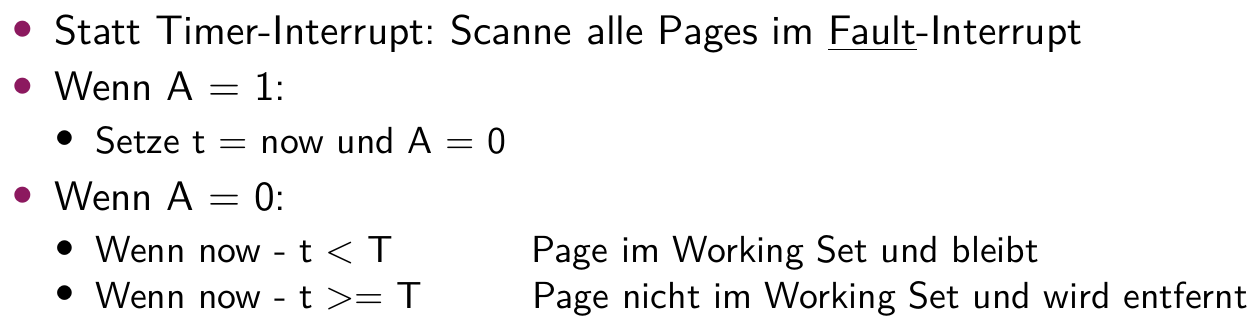 • Statt Timer-Interrupt: Scanne alle Pages im Fault-Interrupt
• Wenn A = 1:
• Setze t = now und A = 0
• Wenn A = 0:
• Wenn now - t < T Page im Working Set und bleibt
• Wenn now - t >= T Page nicht im Working Set und wird entfernt